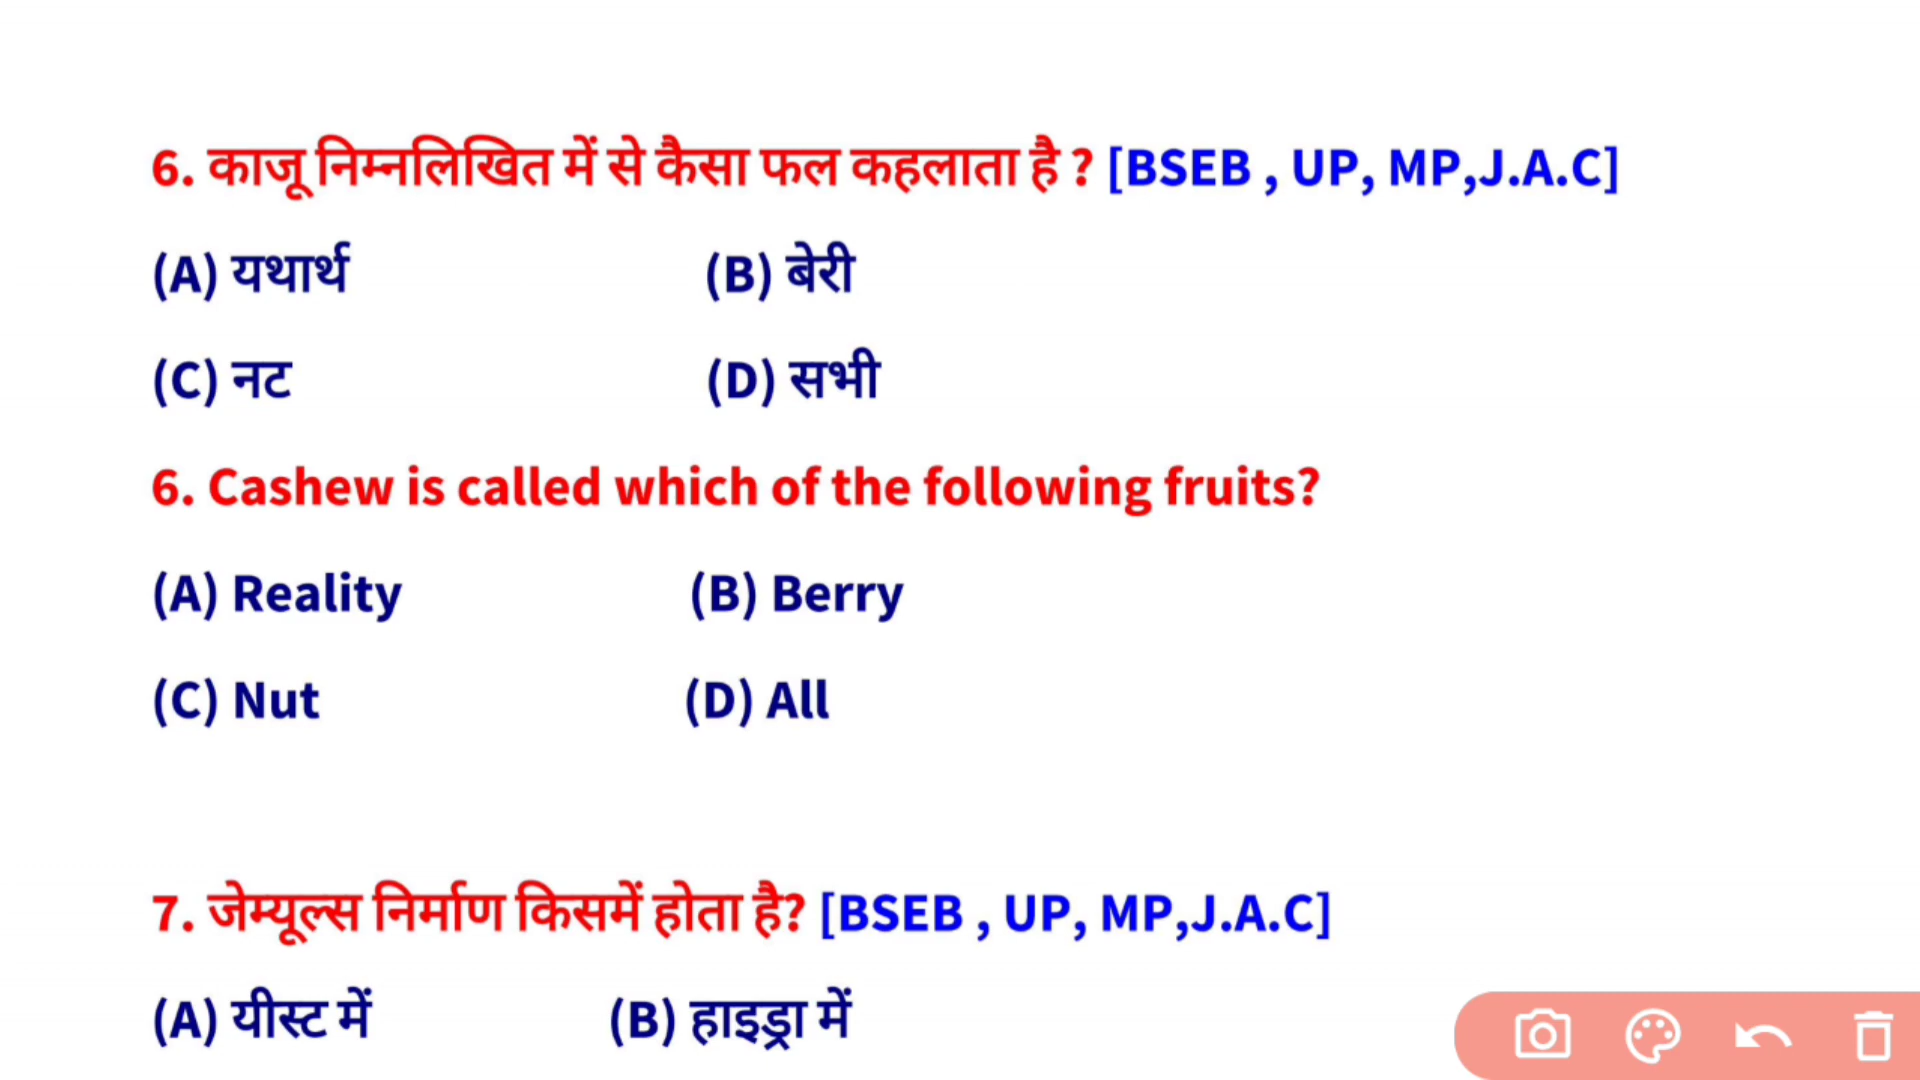 6. काजू निम्नलिखित में से कैसा फल कहलाता है ? [BSEB , UP, MP,J.A.C]
(A) यथार्थ (B) बेरी
(C) नट (D) सभी
6. Cashew is called which of the following fruits?
(A) Reality (B) Berry
(C) Nut (D) All
7. जेम्यूल्स निर्माण किसमें होता है? [BSEB , UP, MP,J.A.C]
(A) यीस्ट में (B) हाइड्रा में